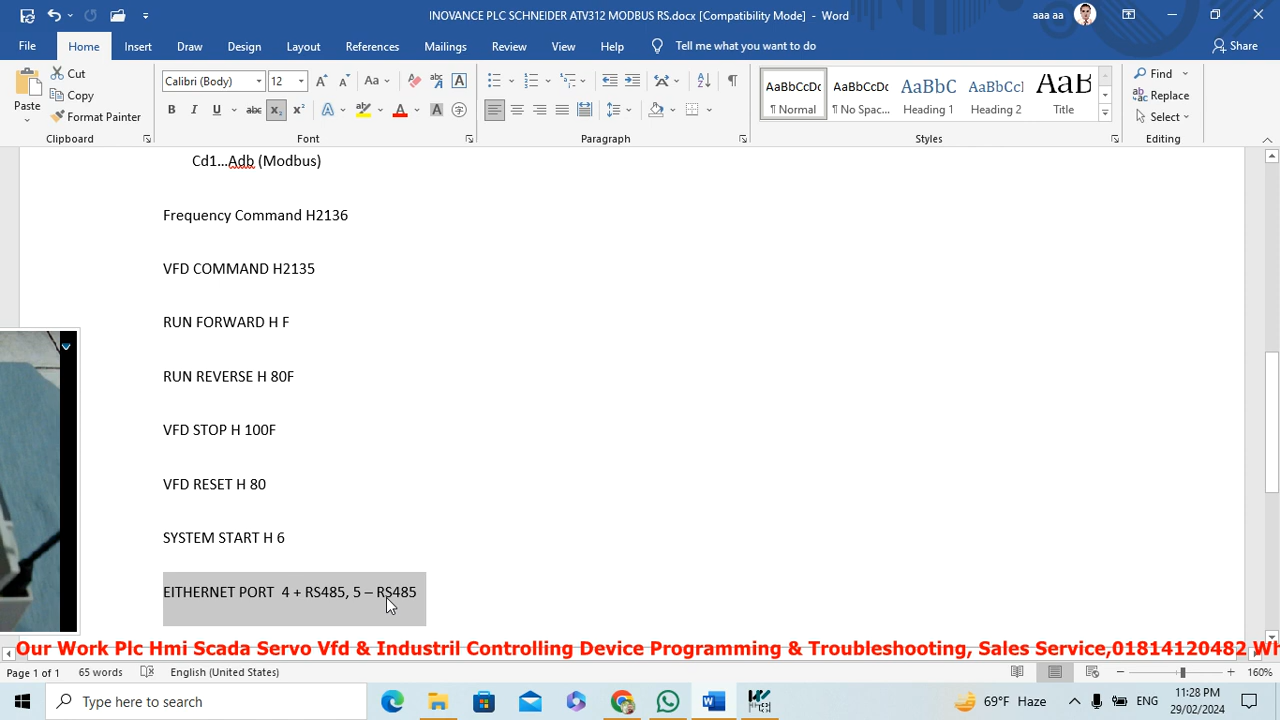 INOVANCE PLC SCHNEIDER ATV312 MODBUS RS.docx [Compatibility Mode] - Word
aaa aa
File Home Insert Draw Design Layout References Mailings Review View Help Tell me what you want to do Share
Paste
Cut
Copy
Format Painter
Clipboard
Calibri (Body) 12
Font
Paragraph
AaBbCcDc AaBbCcDc AaBbC AaBbCc AaB
¶ Normal ¶ No Spac... Heading 1 Heading 2 Title
Styles
Find
Replace
Select
Editing
Cd1...Adb (Modbus)
Frequency Command H2136
VFD COMMAND H2135
RUN FORWARD H F
RUN REVERSE H 80F
VFD STOP H 100F
VFD RESET H 80
SYSTEM START H 6
EITHERNET PORT  4 + RS485, 5 – RS485
Our Work Plc Hmi Scada Servo Vfd & Industril Controlling Device Programming & Troubleshooting, Sales Service,01814120482 Wh
Page 1 of 1 65 words English (United States) 160%
Type here to search
69°F Haze ENG
11:28 PM
29/02/2024